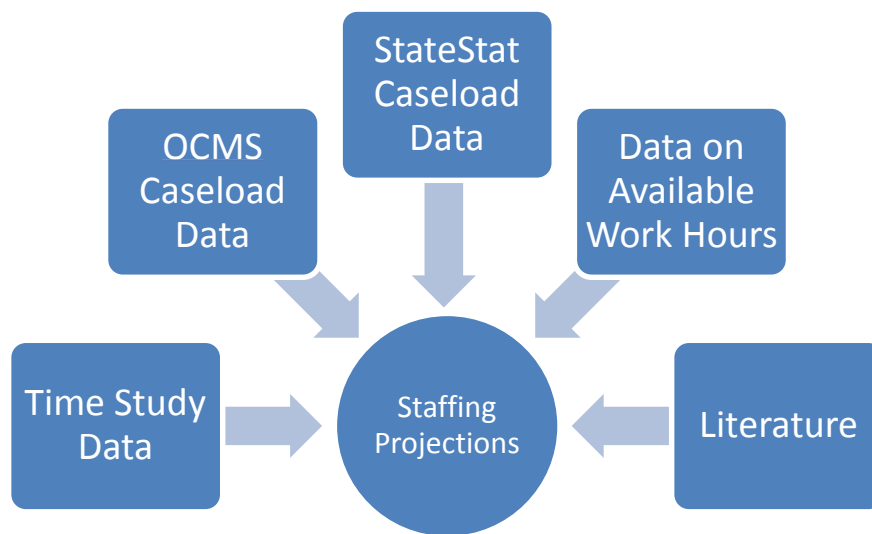 StateStat
Caseload
Data
OCMS
Caseload
Data
Data on
Available
Work Hours
Time Study
Data
Staffing
Projections
Literature